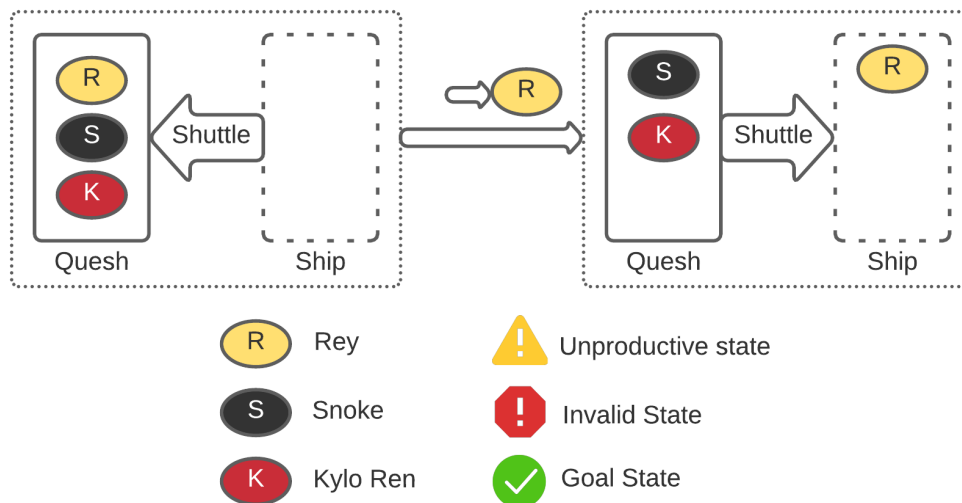 R
S
K
Shuttle
Quesh
Ship
R
S
K
Shuttle
R
Quesh
Ship
R Rey
Unproductive state
S Snoke
Invalid State
K Kylo Ren
Goal State